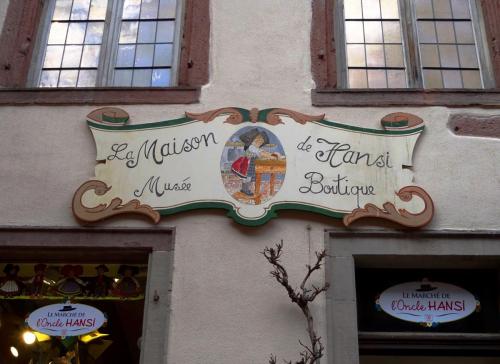 La Maison de Hansi
Musée Boutique
LE MARCHÉ DE
l'Oncle HANSI
LE MARCHÉ DE
l'Oncle HANSI